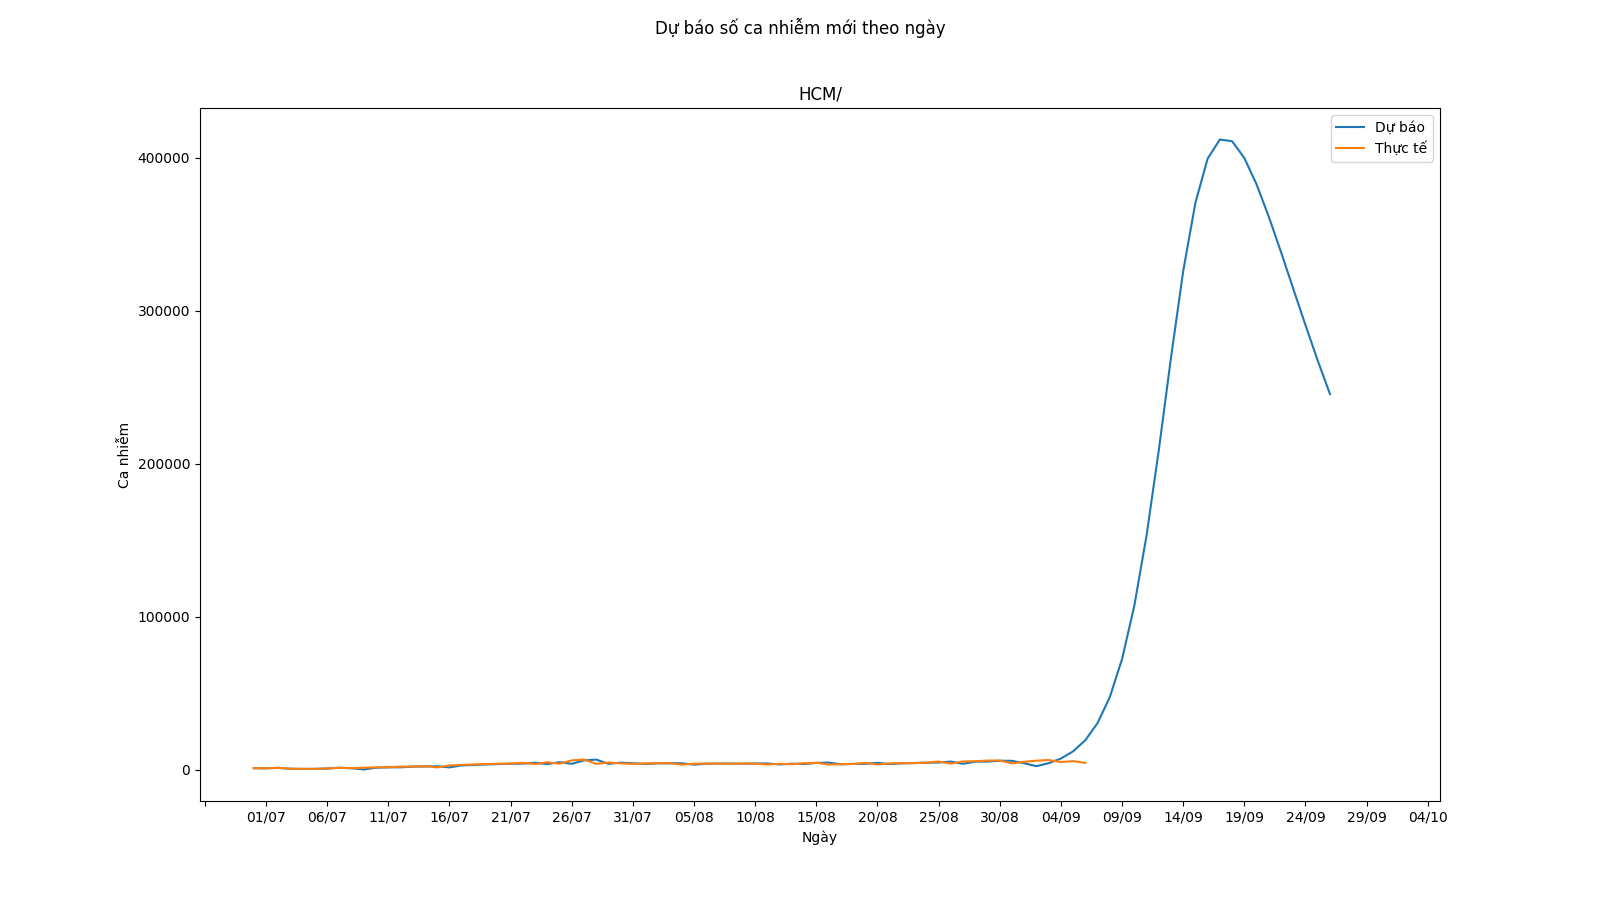 Dự báo số ca nhiễm mới theo ngày
HCM/
Dự báo
Thực tế
400000
300000
200000
100000
0
Ca nhiễm
01/07 06/07 11/07 16/07 21/07 26/07 31/07 05/08 10/08 15/08 20/08 25/08 30/08 04/09 09/09 14/09 19/09 24/09 29/09 04/10
Ngày